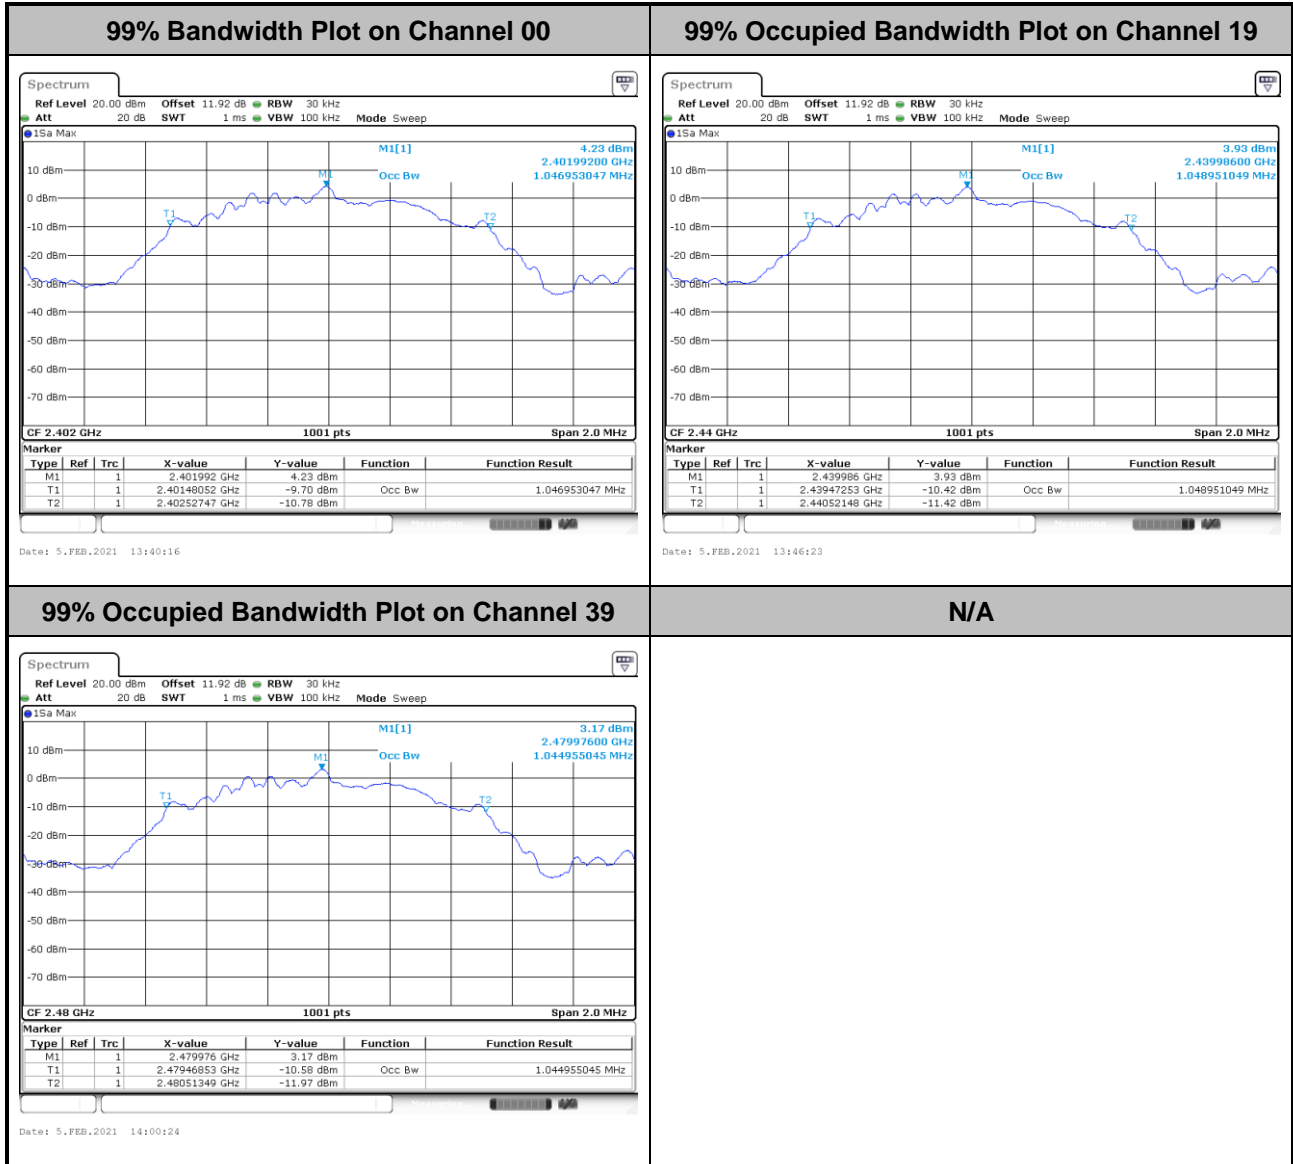 99% Bandwidth Plot on Channel 00
Spectrum
Ref Level 20.00 dBm Offset 11.92 dB RBW 30 kHz
Att 20 dB SWT 1 ms VBW 100 kHz Mode Sweep
1Sa Max
M1[1] 4.23 dBm
2.40199200 GHz
Occ Bw 1.046953047 MHz
10 dBm
M1
0 dBm
T1
T2
-10 dBm
-20 dBm
-30 dBm
-40 dBm
-50 dBm
-60 dBm
-70 dBm
CF 2.402 GHz 1001 pts Span 2.0 MHz
Marker
Type Ref Trc X-value Y-value Function Function Result
M1 1 2.401992 GHz 4.23 dBm
T1 1 2.40148052 GHz -9.70 dBm Occ Bw 1.046953047 MHz
T2 1 2.40252747 GHz -10.78 dBm
Date: 5.FEB.2021 13:40:16
99% Occupied Bandwidth Plot on Channel 19
Spectrum
Ref Level 20.00 dBm Offset 11.92 dB RBW 30 kHz
Att 20 dB SWT 1 ms VBW 100 kHz Mode Sweep
1Sa Max
M1[1] 3.93 dBm
2.43998600 GHz
Occ Bw 1.048951049 MHz
10 dBm
M1
0 dBm
T1
T2
-10 dBm
-20 dBm
-30 dBm
-40 dBm
-50 dBm
-60 dBm
-70 dBm
CF 2.44 GHz 1001 pts Span 2.0 MHz
Marker
Type Ref Trc X-value Y-value Function Function Result
M1 1 2.439986 GHz 3.93 dBm
T1 1 2.43947253 GHz -10.42 dBm Occ Bw 1.048951049 MHz
T2 1 2.44052148 GHz -11.42 dBm
Date: 5.FEB.2021 13:46:23
99% Occupied Bandwidth Plot on Channel 39
Spectrum
Ref Level 20.00 dBm Offset 11.92 dB RBW 30 kHz
Att 20 dB SWT 1 ms VBW 100 kHz Mode Sweep
1Sa Max
M1[1] 3.17 dBm
2.47997600 GHz
Occ Bw 1.044955045 MHz
10 dBm
M1
0 dBm
T1
T2
-10 dBm
-20 dBm
-30 dBm
-40 dBm
-50 dBm
-60 dBm
-70 dBm
CF 2.48 GHz 1001 pts Span 2.0 MHz
Marker
Type Ref Trc X-value Y-value Function Function Result
M1 1 2.479976 GHz 3.17 dBm
T1 1 2.47946853 GHz -10.58 dBm Occ Bw 1.044955045 MHz
T2 1 2.48051349 GHz -11.97 dBm
Date: 5.FEB.2021 14:00:24
N/A